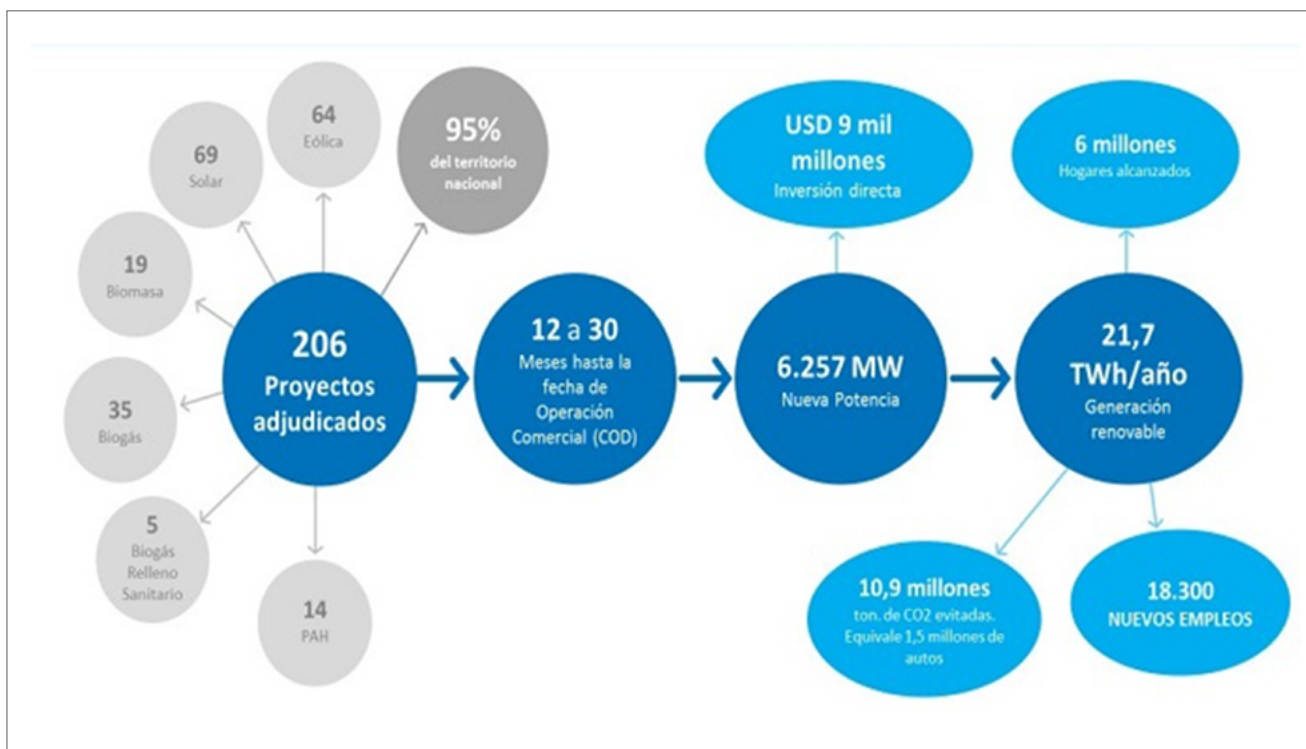 64
Eólica
95%
del territorio
nacional
69
Solar
19
Biomasa
35
Biogás
5
Biogás
Relleno
Sanitario
14
PAH
206
Proyectos
adjudicados
12 a 30
Meses hasta la
fecha de
Operación
Comercial (COD)
USD 9 mil
millones
Inversión directa
6.257 MW
Nueva Potencia
6 millones
Hogares alcanzados
21,7
TWh/año
Generación
renovable
10,9 millones
ton. de CO2 evitadas.
Equivale 1,5 millones de
autos
18.300
NUEVOS EMPLEOS